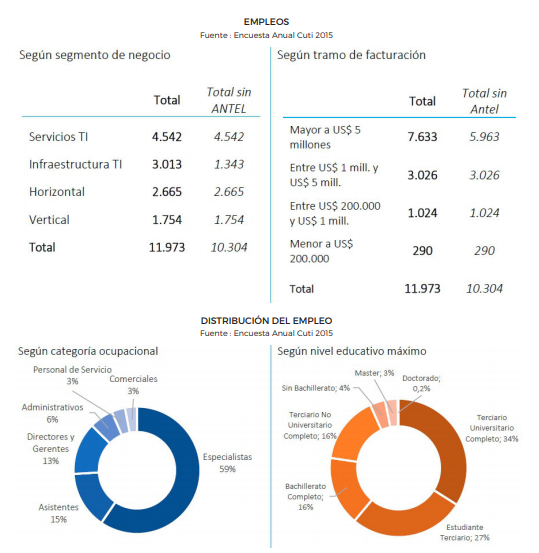 EMPLEOS
Fuente : Encuesta Anual Cuti 2015
Según segmento de negocio
Total Total sin
ANTEL
Servicios TI 4.542 4.542
Infraestructura TI 3.013 1.343
Horizontal 2.665 2.665
Vertical 1.754 1.754
Total 11.973 10.304
Según tramo de facturación
Total Total sin
Antel
Mayor a US$ 5
millones 7.633 5.963
Entre US$ 1 mill. y
US$ 5 mill. 3.026 3.026
Entre US$ 200.000
y US$ 1 mill. 1.024 1.024
Menor a US$
200.000 290 290
Total 11.973 10.304
DISTRIBUCIÓN DEL EMPLEO
Fuente : Encuesta Anual Cuti 2015
Según categoría ocupacional
Personal de Servicio
3%
Comerciales
3%
Administrativos
6%
Directores y
Gerentes
13%
Especialistas
59%
Asistentes
15%
Según nivel educativo máximo
Master; 3%
Doctorado;
0,2%
Sin Bachillerato; 4%
Terciario No
Universitario
Completo; 16%
Terciario
Universitario
Completo; 34%
Bachillerato
Completo;
16%
Estudiante
Terciario; 27%